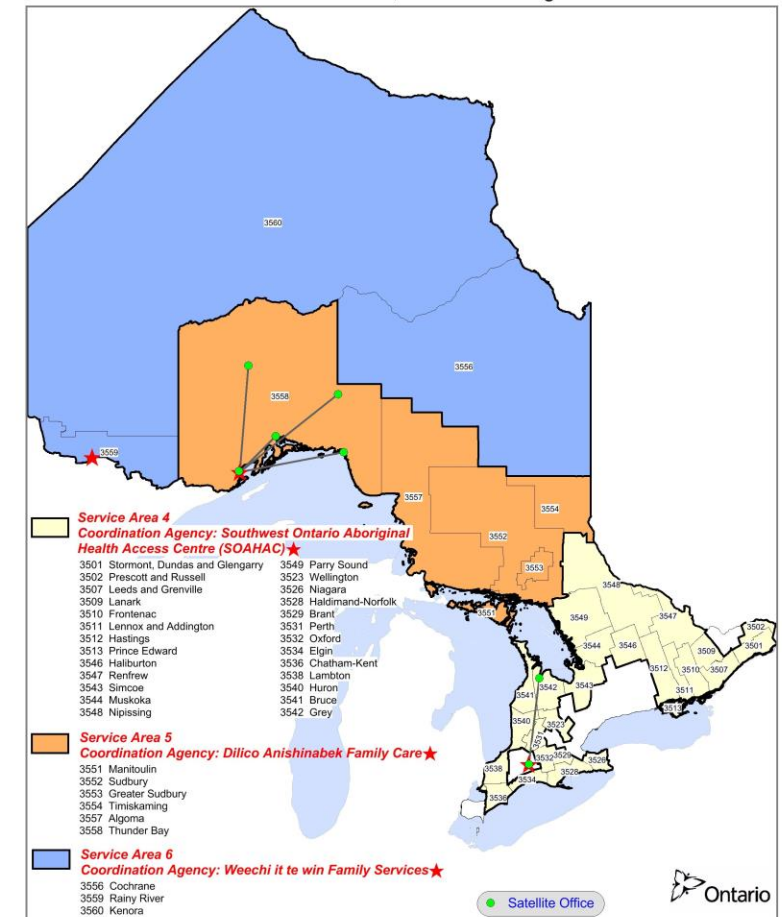 3560
3556
3558
3559
3557
3554
3552
3553
3551
3548
3549
3547
3502
3544
3546
3509
3501
3512
3510
3507
3511
3513
3541
3542
3543
3540
3523
3531
3532
3529
3526
3538
3528
3534
3536
Service Area 4
Coordination Agency: Southwest Ontario Aboriginal
Health Access Centre (SOAHAC)
3501 Stormont, Dundas and Glengarry
3502 Prescott and Russell
3507 Leeds and Grenville
3509 Lanark
3510 Frontenac
3511 Lennox and Addington
3512 Hastings
3513 Prince Edward
3546 Haliburton
3547 Renfrew
3543 Simcoe
3544 Muskoka
3548 Nipissing
3549 Parry Sound
3523 Wellington
3526 Niagara
3528 Haldimand-Norfolk
3529 Brant
3531 Perth
3532 Oxford
3534 Elgin
3536 Chatham-Kent
3538 Lambton
3540 Huron
3541 Bruce
3542 Grey
Service Area 5
Coordination Agency: Dilico Anishinabek Family Care
3551 Manitoulin
3552 Sudbury
3553 Greater Sudbury
3554 Timiskaming
3557 Algoma
3558 Thunder Bay
Service Area 6
Coordination Agency: Weechi it te win Family Services
3556 Cochrane
3559 Rainy River
3560 Kenora
Satellite Office
Ontario